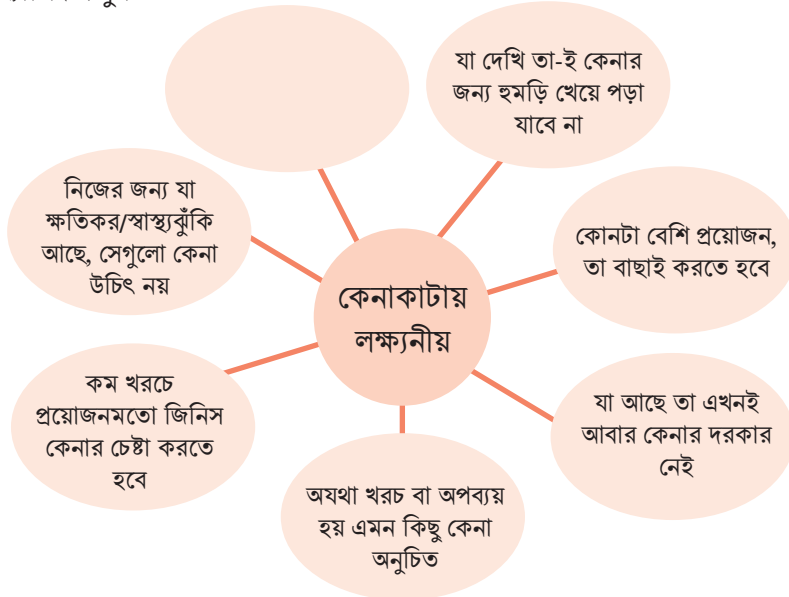 যা দেখি তা-ই কেনার
জন্য হুমড়ি খেয়ে পড়া
যাবে না
নিজের জন্য যা
ক্ষতিকর/স্বাস্থ্যঝুঁকি
আছে, সেগুলো কেনা
উচিৎ নয়
কোনটা বেশি প্রয়োজন,
তা বাছাই করতে হবে
কেনাকাটায়
লক্ষ্যনীয়
কম খরচে
প্রয়োজনমতো জিনিস
কেনার চেষ্টা করতে
হবে
যা আছে তা এখনই
আবার কেনার দরকার
নেই
অযথা খরচ বা অপব্যয়
হয় এমন কিছু কেনা
অনুচিত